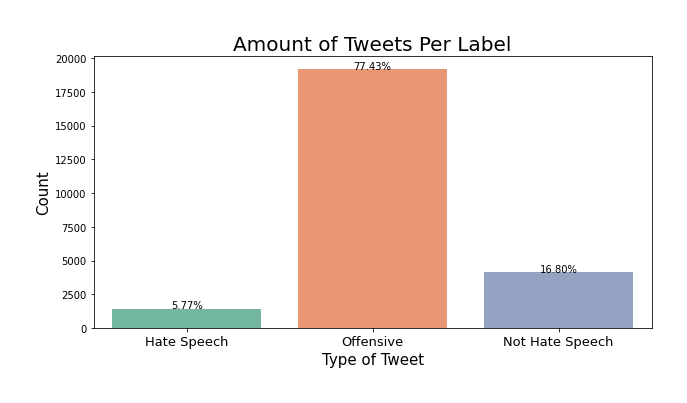 Amount of Tweets Per Label
Count
20000
17500
15000
12500
10000
7500
5000
2500
0
77.43%
16.80%
5.77%
Hate Speech
Offensive
Not Hate Speech
Type of Tweet